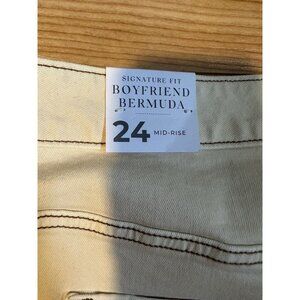 SIGNATURE FIT
BOYFRIEND
BERMUDA
24 MID-RISE